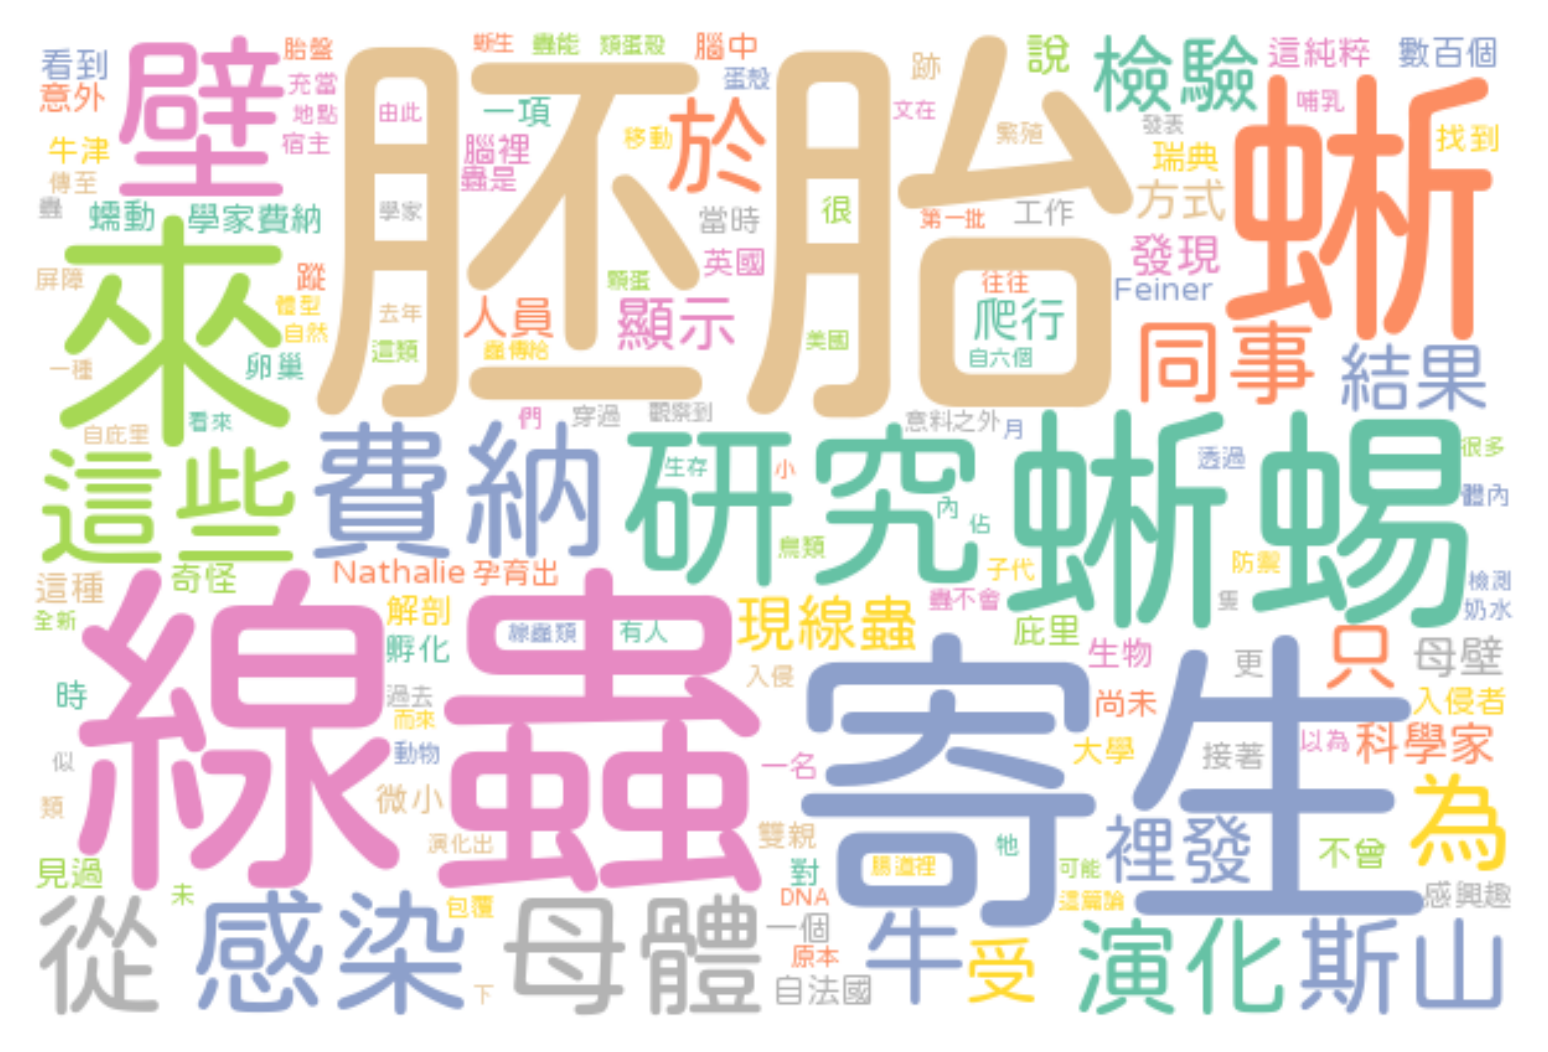 看到
意外
壁
胎盤
充當
地點
宿主
牛津
傳至
蟲
蠕動
學家費納
由此
學家
胚胎
蜥生
蟲能
類蛋殼
腦中
蛋殼
一項
移動
於
腦裡
蟲是
當時
英國
類蛋
跡
文在
說
繁殖
很
第一批
工作
檢驗
這純粹
數百個
哺乳
發表
找到
瑞典
方式
蜥
發現
Feiner
來
屏障
蹤
體型
自然
一種
卵巢
自庇里
看來
去年
這類
人員
蟲傳給
顯示
美國
往往
爬行
自六個
同事
結果
們
穿過
觀察到
意料之外
月
這些
費納
研究
生存
小
鳥類
內
佔
蜥蜴
透過
很多
體內
這種
奇怪
全新
Nathalie
孕育出
子代
防禦
隻
檢測
奶水
線蟲
解剖
孵化
過去
而來
動物
微小
線蟲類
有人
現線蟲
入侵
蟲不會
庇里
生物
更
只
母壁
時
似
類
寄生
尚未
入侵者
大學
接著
以為
科學家
一名
演化出
雙親
對
腸道裡
牠
可能
這篇論
裡發
不曾
為
見過
未
從
感染
包覆
下
母體
DNA
一個
原本
自法國
牛
受
演化
斯山
感興趣